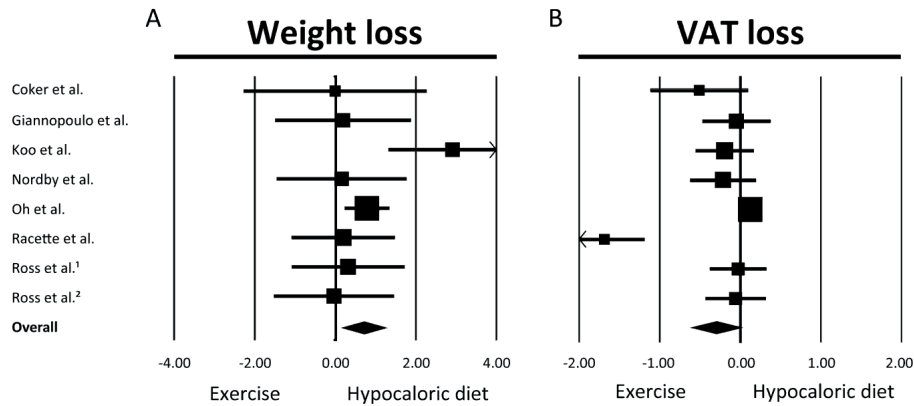 A
Weight loss
B
VAT loss
Coker et al.
Giannopoulo et al.
Koo et al.
Nordby et al.
Oh et al.
Racette et al.
Ross et al.¹
Ross et al.²
Overall
-4.00 -2.00 0.00 2.00 4.00
-2.00 -1.00 0.00 1.00 2.00
Exercise Hypocaloric diet
Exercise Hypocaloric diet